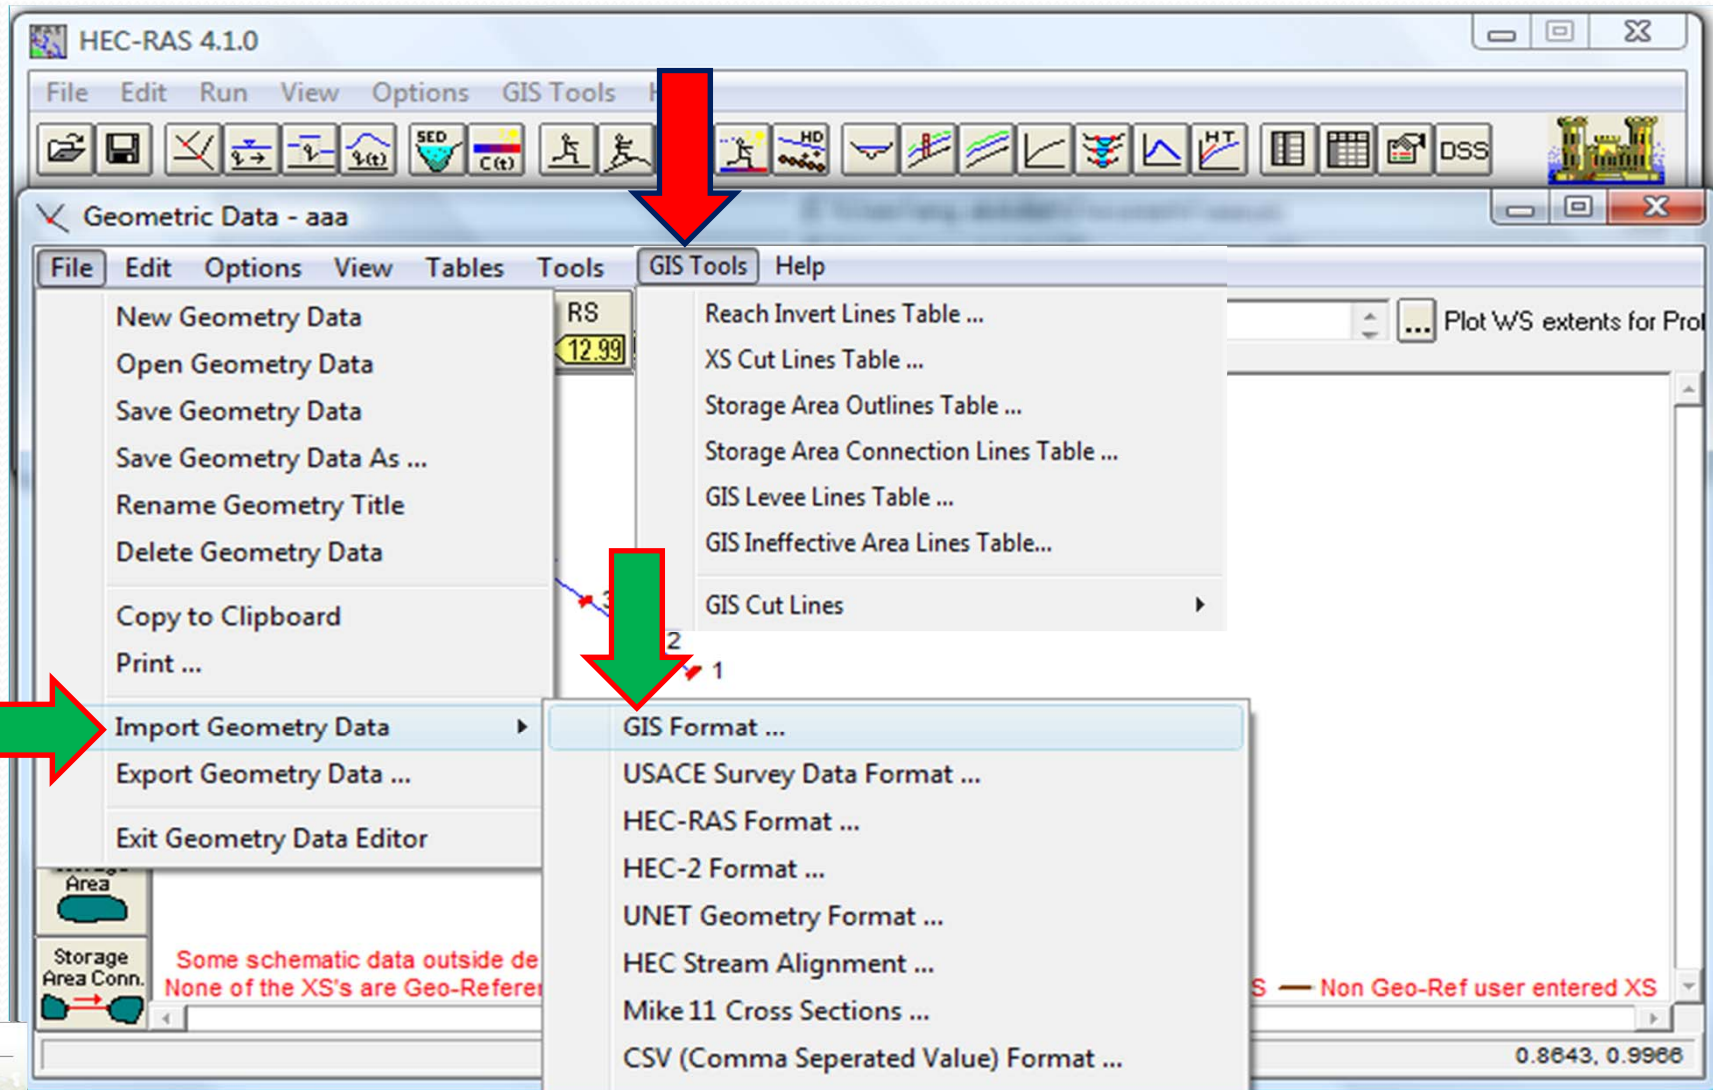 HEC-RAS 4.1.0
File Edit Run View Options GIS Tools
SED C(t) HD HT DSS
Geometric Data - aaa
File Edit Options View Tables Tools GIS Tools Help
New Geometry Data
Open Geometry Data
Save Geometry Data
Save Geometry Data As ...
Rename Geometry Title
Delete Geometry Data
Copy to Clipboard
Print ...
Import Geometry Data
Export Geometry Data ...
Exit Geometry Data Editor
RS
12.99
Reach Invert Lines Table ...
XS Cut Lines Table ...
Storage Area Outlines Table ...
Storage Area Connection Lines Table ...
GIS Levee Lines Table ...
GIS Ineffective Area Lines Table...
GIS Cut Lines
Plot WS extents for Prof
3
2
1
GIS Format ...
USACE Survey Data Format ...
HEC-RAS Format ...
HEC-2 Format ...
UNET Geometry Format ...
HEC Stream Alignment ...
Mike 11 Cross Sections ...
CSV (Comma Seperated Value) Format ...
Area
Storage
Area Conn.
Some schematic data outside de
None of the XS's are Geo-Refere
S — Non Geo-Ref user entered XS
0.8643, 0.9966